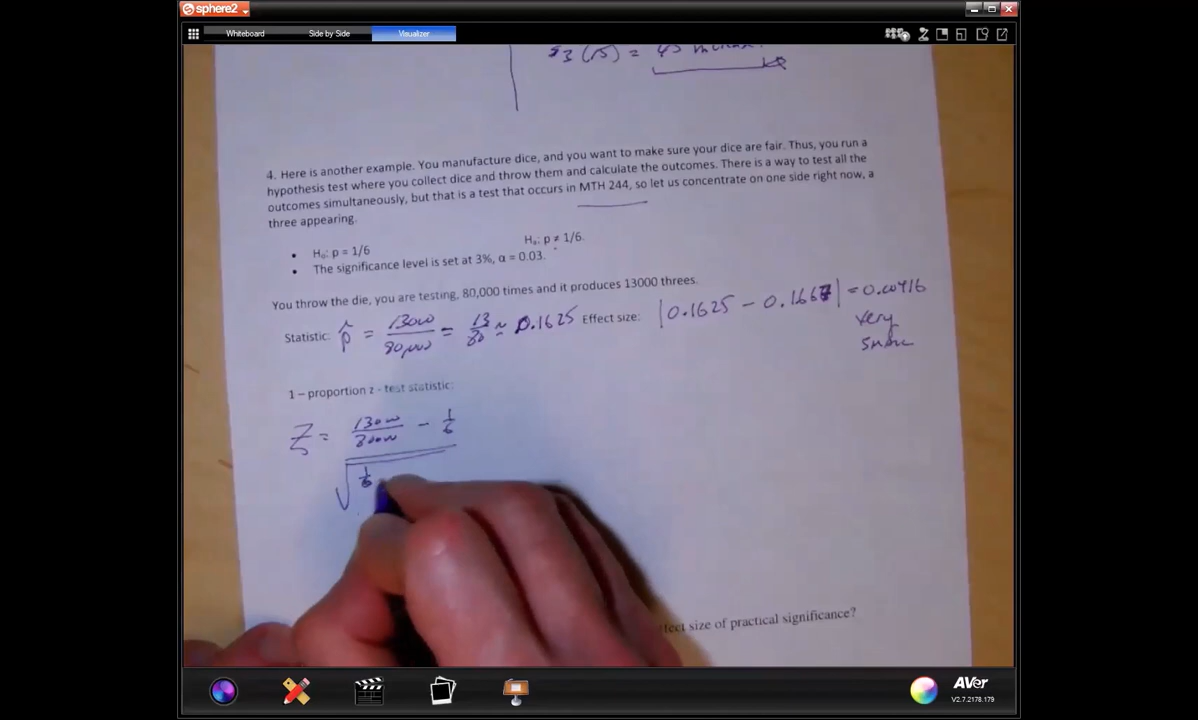 sphere2
Whiteboard Side by Side Visualizer
3 (15) = 45
4. Here is another example. You manufacture dice, and you want to make sure your dice are fair. Thus, you run a
hypothesis test where you collect dice and throw them and calculate the outcomes. There is a way to test all the
outcomes simultaneously, but that is a test that occurs in MTH 244, so let us concentrate on one side right now, a
three appearing.
• H₀: p = 1/6 Hₐ: p ≠ 1/6.
• The significance level is set at 3%, α = 0.03.
You throw the die, you are testing, 80,000 times and it produces 13000 threes.
Statistic: p̂ = 13000/80,000 = 13/80 ≈ 0.1625 Effect size: |0.1625 - 0.1667| = 0.00416
very
small
1 – proportion z - test statistic:
Z = 13000/80000 - 1/6
√ 1/6
fect size of practical significance?
AVer
V2.7.2178.179